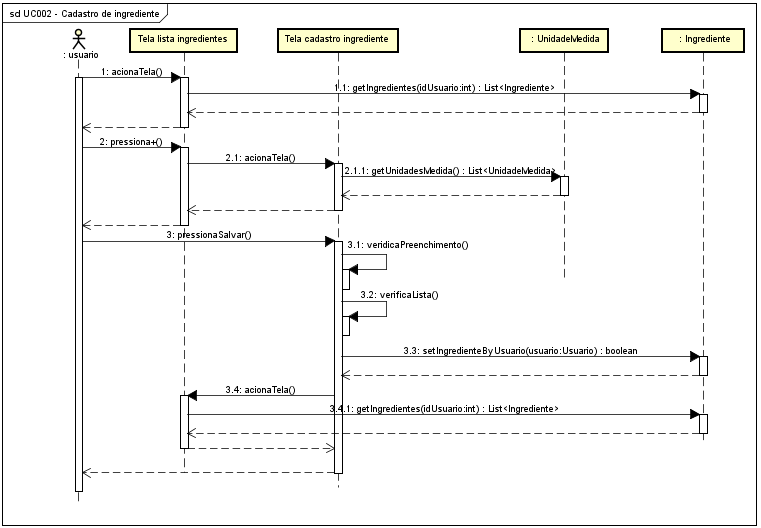 sd UC002 - Cadastro de ingrediente
: usuario
Tela lista ingredientes
Tela cadastro ingrediente
: UnidadeMedida
: Ingrediente
1: acionaTela()
1.1: getIngredientes(idUsuario:int) : List<Ingrediente>
2: pressiona+()
2.1: acionaTela()
2.1.1: getUnidadesMedida() : List<UnidadeMedida>
3: pressionaSalvar()
3.1: veridicaPreenchimento()
3.2: verificaLista()
3.3: setIngredienteByUsuario(usuario:Usuario) : boolean
3.4: acionaTela()
3.4.1: getIngredientes(idUsuario:int) : List<Ingrediente>